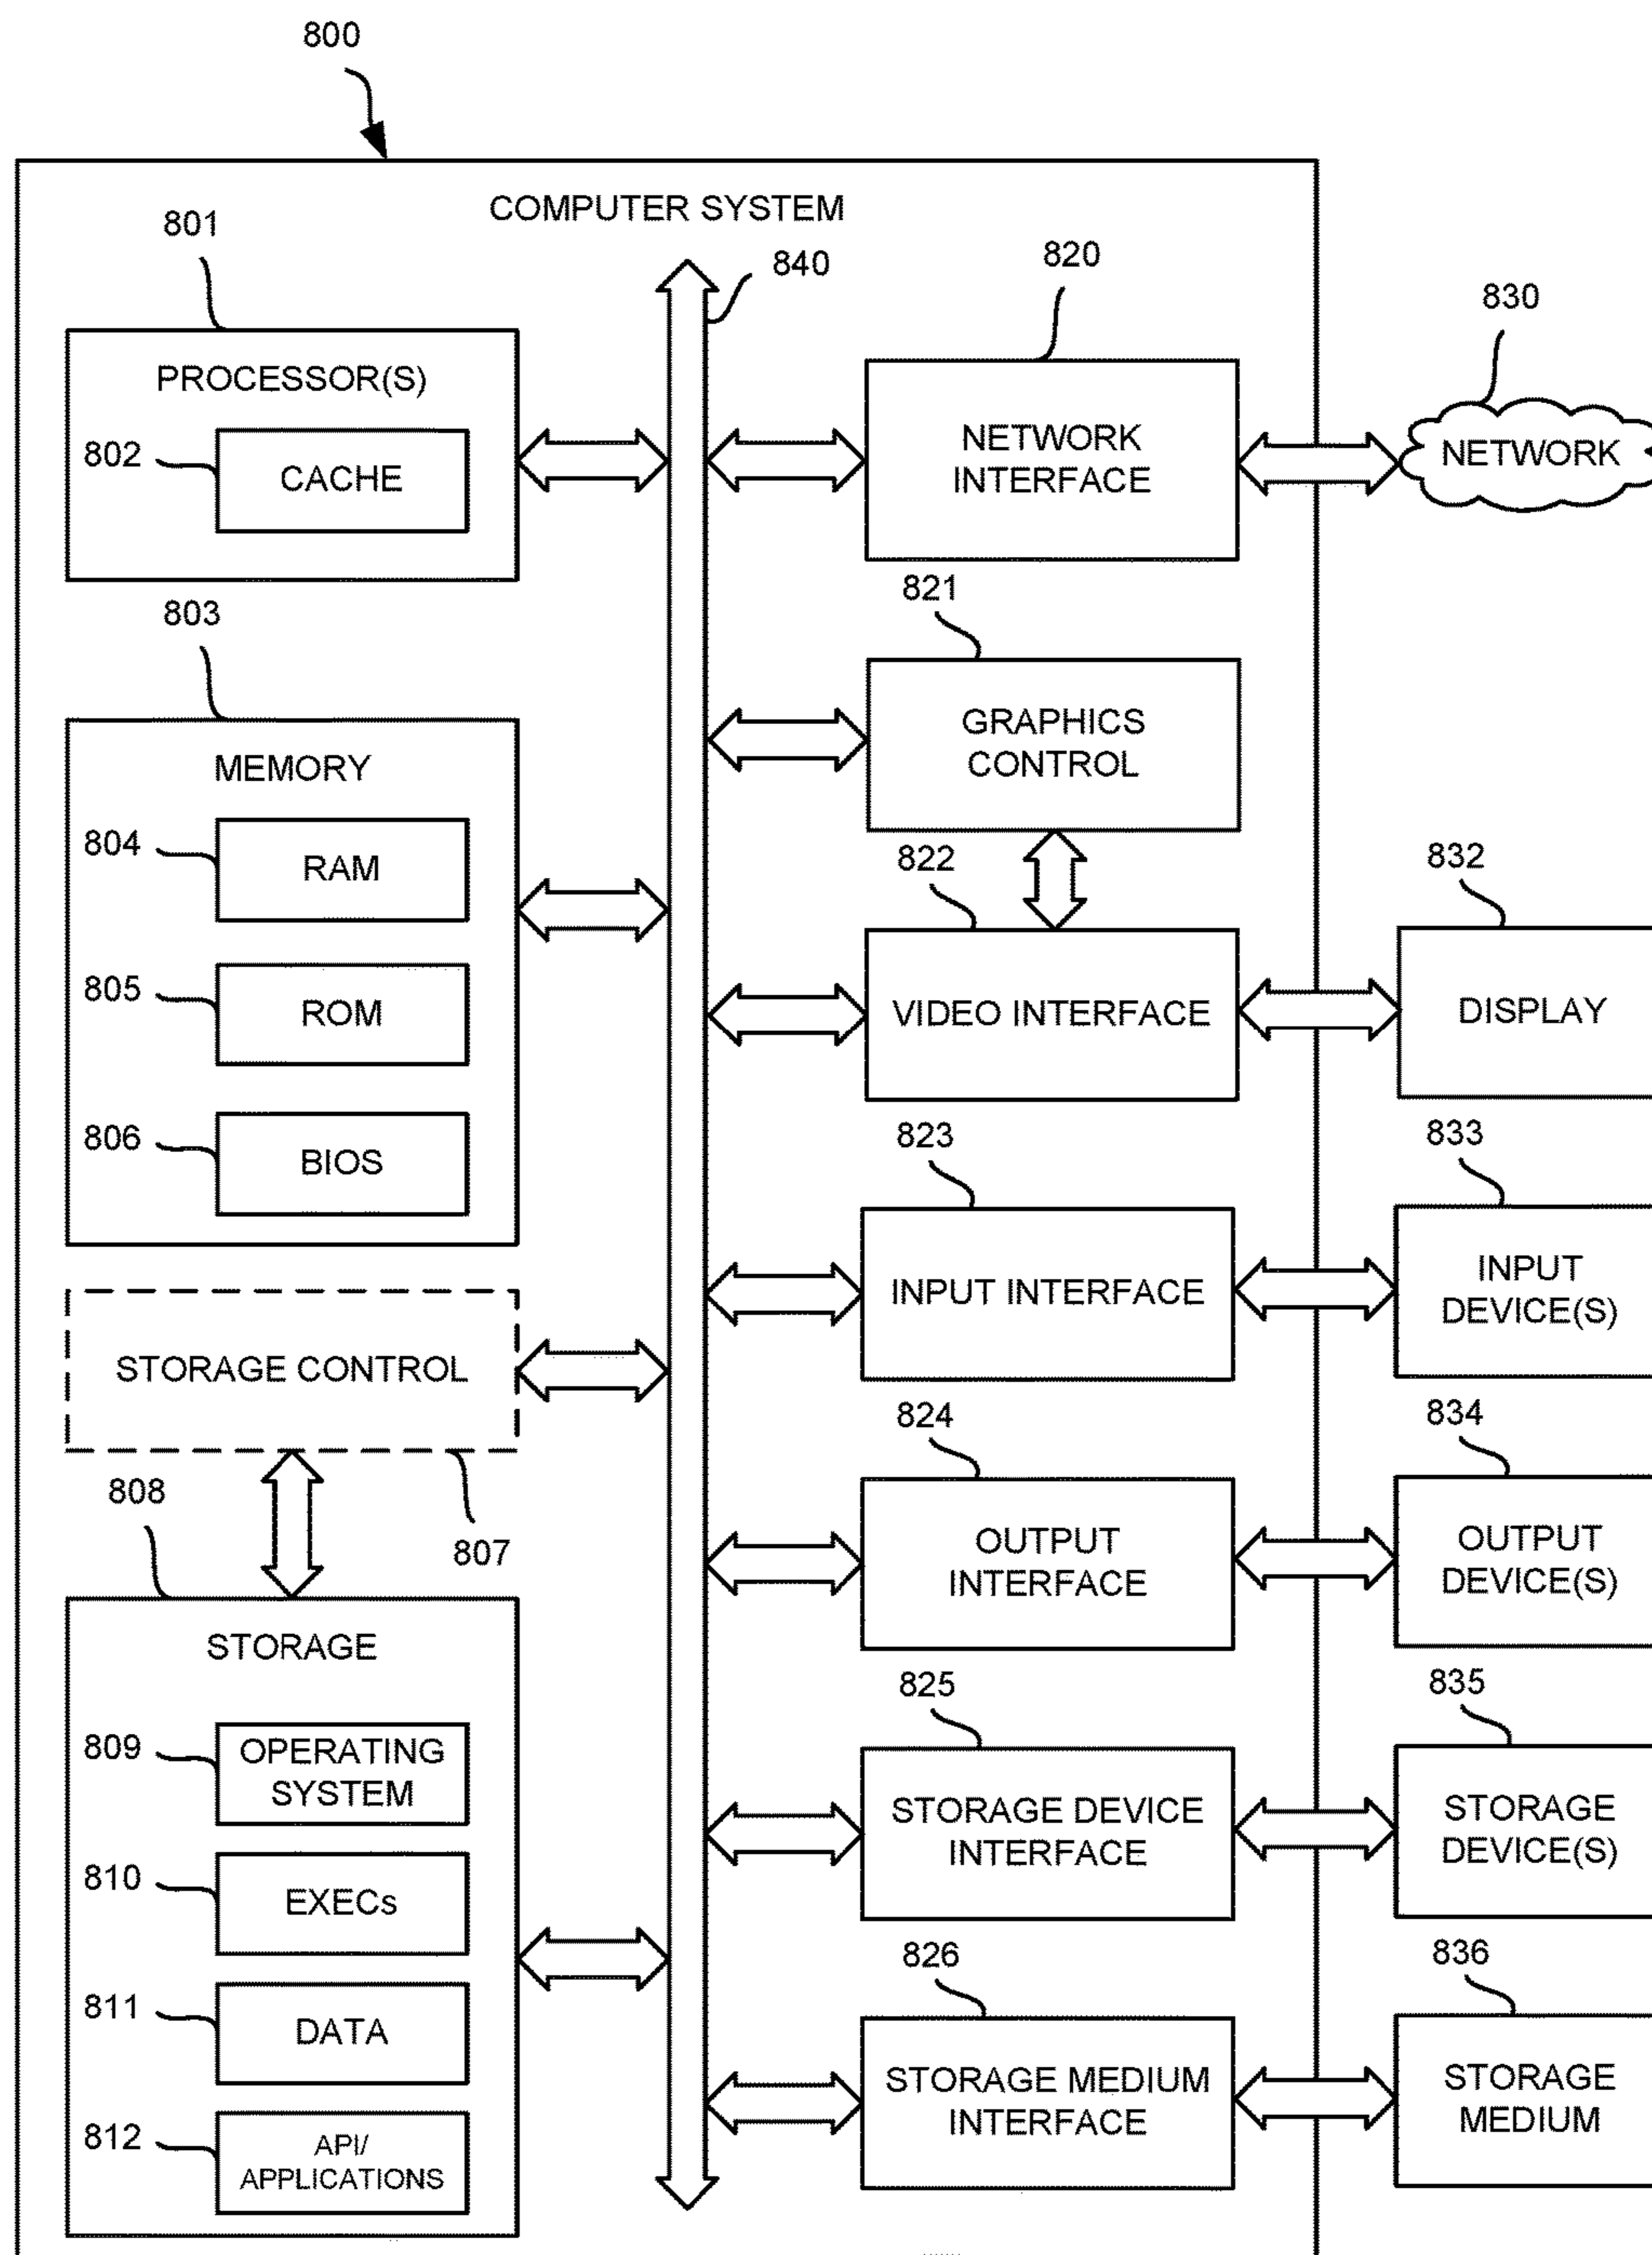 800
COMPUTER SYSTEM
801
PROCESSOR(S)
802
CACHE
803
MEMORY
804
RAM
805
ROM
806
BIOS
STORAGE CONTROL
807
808
STORAGE
809
OPERATING
SYSTEM
810
EXECs
811
DATA
812
API/
APPLICATIONS
840
820
NETWORK
INTERFACE
830
NETWORK
821
GRAPHICS
CONTROL
822
VIDEO INTERFACE
832
DISPLAY
823
INPUT INTERFACE
833
INPUT
DEVICE(S)
824
OUTPUT
INTERFACE
834
OUTPUT
DEVICE(S)
825
STORAGE DEVICE
INTERFACE
835
STORAGE
DEVICE(S)
826
STORAGE MEDIUM
INTERFACE
836
STORAGE
MEDIUM